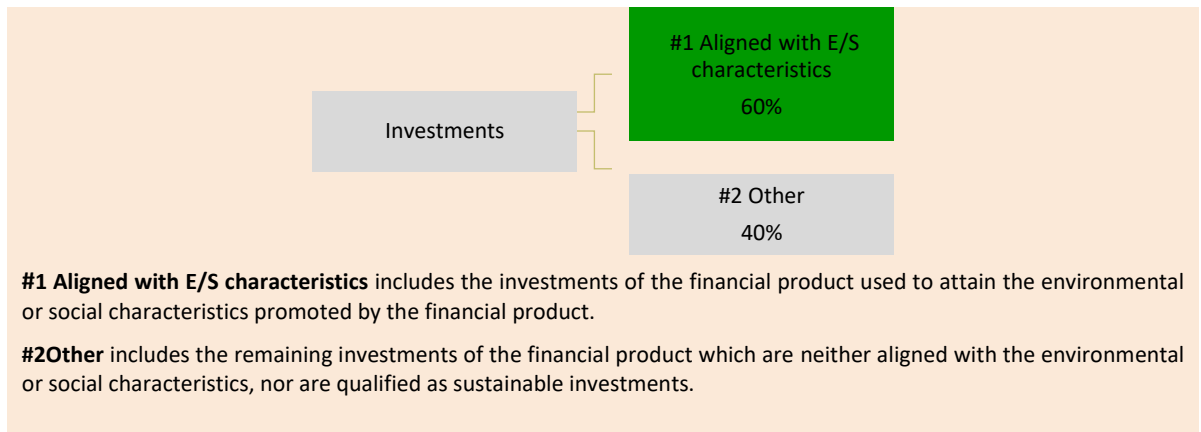 #1 Aligned with E/S
characteristics
60%
Investments
#2 Other
40%
#1 Aligned with E/S characteristics includes the investments of the financial product used to attain the environmental
or social characteristics promoted by the financial product.
#2Other includes the remaining investments of the financial product which are neither aligned with the environmental
or social characteristics, nor are qualified as sustainable investments.